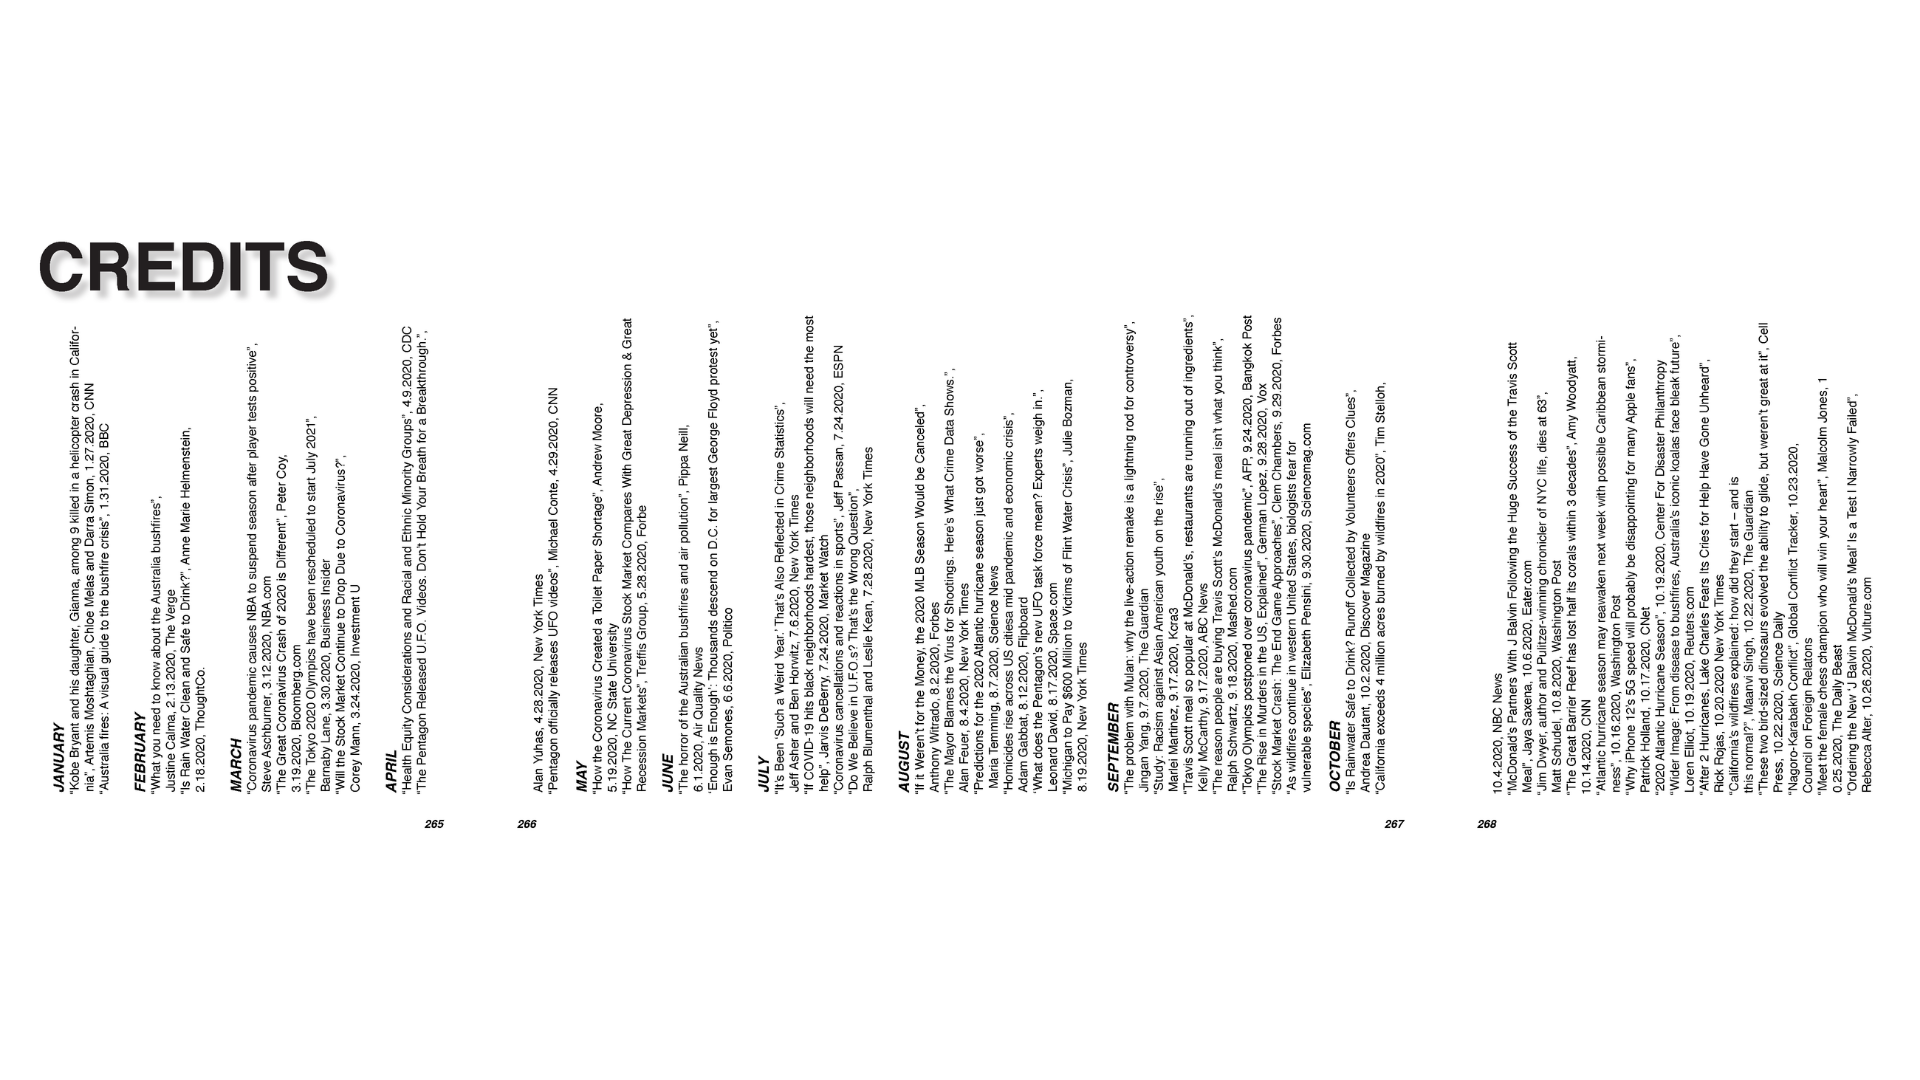 CREDITS
JANUARY
"Kobe Bryant and his daughter, Gianna, among 9 killed in a helicopter crash in Califor-
nia", Artemis Moshtaghian, Chloe Melas and Darra Simon, 1.27.2020, CNN
"Australia fires: A visual guide to the bushfire crisis", 1.31.2020, BBC
FEBRUARY
"What you need to know about the Australia bushfires",
Justine Calma, 2.13.2020, The Verge
"Is Rain Water Clean and Safe to Drink?", Anne Marie Helmenstein,
2.18.2020, ThoughtCo.
MARCH
"Coronavirus pandemic causes NBA to suspend season after player tests positive",
Steve Aschburner, 3.12.2020, NBA.com
"The Great Coronavirus Crash of 2020 is Different", Peter Coy,
3.19.2020, Bloomberg.com
"The Tokyo 2020 Olympics have been rescheduled to start July 2021",
Barnaby Lane, 3.30.2020, Business Insider
"Will the Stock Market Continue to Drop Due to Coronavirus?",
Corey Mann, 3.24.2020, Investment U
APRIL
"Health Equity Considerations and Racial and Ethnic Minority Groups", 4.9.2020, CDC
"The Pentagon Released U.F.O. Videos. Don't Hold Your Breath for a Breakthrough.",
265
Alan Yuhas, 4.28.2020, New York Times
"Pentagon officially releases UFO videos", Michael Conte, 4.29.2020, CNN
MAY
"How the Coronavirus Created a Toilet Paper Shortage", Andrew Moore,
5.19.2020, NC State University
"How The Current Coronavirus Stock Market Compares With Great Depression & Great
Recession Markets", Treffis Group, 5.28.2020, Forbe
JUNE
"The horror of the Australian bushfires and air pollution", Pippa Neill,
6.1.2020, Air Quality News
'Enough is Enough': Thousands descend on D.C. for largest George Floyd protest yet",
Evan Semones, 6.6.2020, Politico
JULY
"It's Been 'Such a Weird Year.' That's Also Reflected in Crime Statistics",
Jeff Asher and Ben Horwitz, 7.6.2020, New York Times
"If COVID-19 hits black neighborhoods hardest, those neighborhoods will need the most
help", Jarvis DeBerry, 7.24.2020, Market Watch
"Coronavirus cancellations and reactions in sports", Jeff Passan, 7.24.2020, ESPN
"Do We Believe in U.F.O.s? That's the Wrong Question",
Ralph Blumenthal and Leslie Kean, 7.28.2020, New York Times
AUGUST
"If it Weren't for the Money, the 2020 MLB Season Would be Canceled",
Anthony Witrado, 8.2.2020, Forbes
"The Mayor Blames the Virus for Shootings. Here's What Crime Data Shows.",
Alan Feuer, 8.4.2020, New York Times
"Predictions for the 2020 Atlantic hurricane season just got worse",
Maria Temming, 8.7.2020, Science News
"Homicides rise across US citiesa mid pandemic and economic crisis",
Adam Gabbat, 8.12.2020, Flipboard
'What does the Pentagon's new UFO task force mean? Experts weigh in.",
Leonard David, 8.17.2020, Space.com
"Michigan to Pay $600 Million to Victims of Flint Water Crisis", Julie Bozman,
8.19.2020, New York Times
SEPTEMBER
"The problem with Mulan: why the live-action remake is a lightning rod for controversy",
Jingan Yang, 9.7.2020, The Guardian
"Study: Racism against Asian American youth on the rise",
Marlei Martinez, 9.17.2020, Kcra3
"Travis Scott meal so popular at McDonald's, restaurants are running out of ingredients",
Kelly McCarthy, 9.17.2020, ABC News
"The reason people are buying Travis Scott's McDonald's meal isn't what you think",
Ralph Schwartz, 9.18.2020, Mashed.com
"Tokyo Olympics postponed over coronavirus pandemic", AFP, 9.24.2020, Bangkok Post
"The Rise in Murders in the US, Explained", German Lopez, 9.28.2020, Vox
"Stock Market Crash: The End Game Approaches", Clem Chambers, 9.29.2020, Forbes
"As wildfires continue in western United States, biologists fear for
vulnerable species", Elizabeth Pensini, 9.30.2020, Sciencemag.com
OCTOBER
"Is Rainwater Safe to Drink? Runoff Collected by Volunteers Offers Clues",
Andrea Dautant, 10.2.2020, Discover Magazine
"California exceeds 4 million acres burned by wildfires in 2020", Tim Stelloh,
267
10.4.2020, NBC News
"McDonald's Partners With J Balvin Following the Huge Success of the Travis Scott
Meal", Jaya Saxena, 10.6.2020, Eater.com
"Jim Dwyer, author and Pulitzer-winning chronicler of NYC life, dies at 63",
Matt Schudel, 10.8.2020, Washington Post
"The Great Barrier Reef has lost half its corals within 3 decades", Amy Woodyatt,
10.14.2020, CNN
"Atlantic hurricane season may reawaken next week with possible Caribbean stormi-
ness", 10.16.2020, Washington Post
"Why iPhone 12's 5G speed will probably be disappointing for many Apple fans",
Patrick Holland, 10.17.2020, CNet
"2020 Atlantic Hurricane Season", 10.19.2020, Center For Disaster Philanthropy
"Wider Image: From disease to bushfires, Australia's iconic koalas face bleak future",
Loren Elliot, 10.19.2020, Reuters.com
"After 2 Hurricanes, Lake Charles Fears Its Cries for Help Have Gone Unheard",
Rick Rojas, 10.20.2020 New York Times
"California's wildfires explained: how did they start – and is
this normal?", Maanvi Singh, 10.22.2020, The Guardian
"These two bird-sized dinosaurs evolved the ability to glide, but weren't great at it", Cell
Press, 10.22.2020, Science Daily
"Nagoro-Karabakh Conflict", Global Conflict Tracker, 10.23.2020,
Council on Foreign Relatons
"Meet the female chess champion who will win your heart", Malcolm Jones, 1
0.25.2020, The Daily Beast
"Ordering the New 'J Balvin McDonald's Meal' Is a Test I Narrowly Failed",
Rebecca Alter, 10.26.2020, Vulture.com
266
268